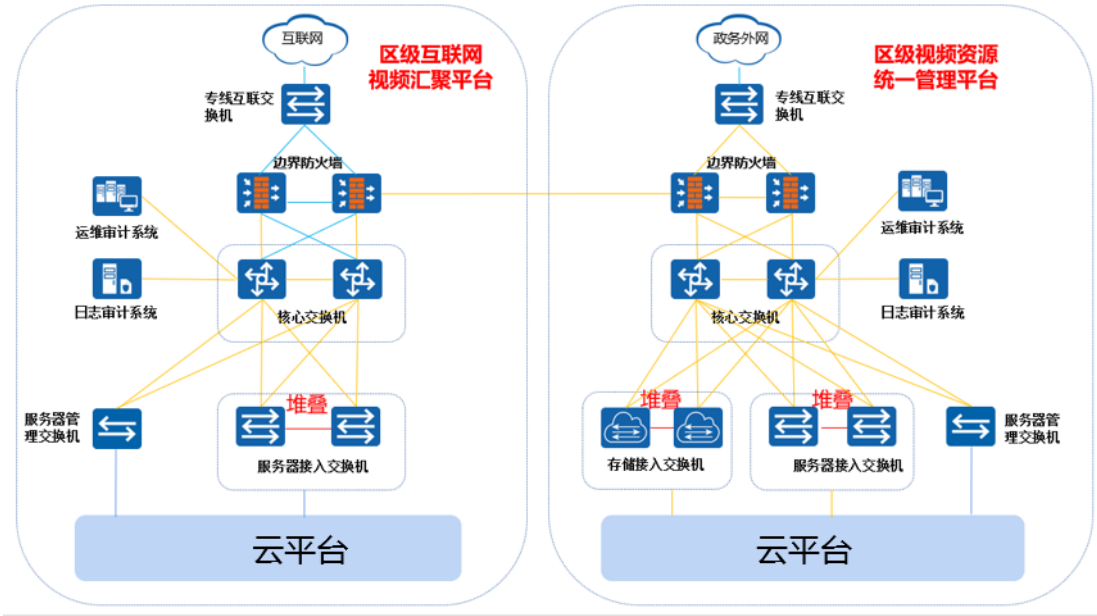 互联网
区级互联网
视频汇聚平台
专线互联交
换机
边界防火墙
运维审计系统
日志审计系统
核心交换机
服务器管
理交换机
堆叠
服务器接入交换机
云平台
政务外网
区级视频资源
统一管理平台
专线互联交
换机
边界防火墙
运维审计系统
核心交换机
日志审计系统
堆叠
存储接入交换机
堆叠
服务器接入交换机
服务器管
理交换机
云平台